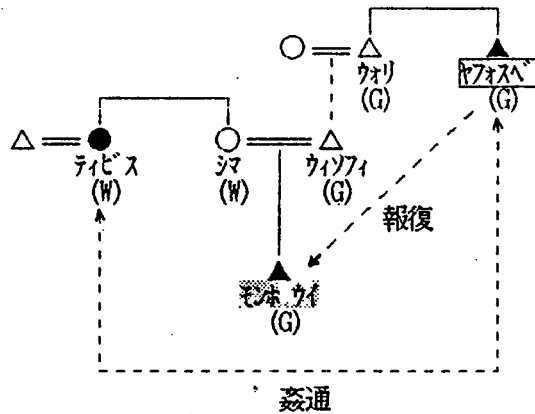 ウォリ
(G)
ヤフォスベ
(G)
ティビス
(W)
シマ
(W)
ウィソフィ
(G)
報復
モンホウイ
(G)
姦通